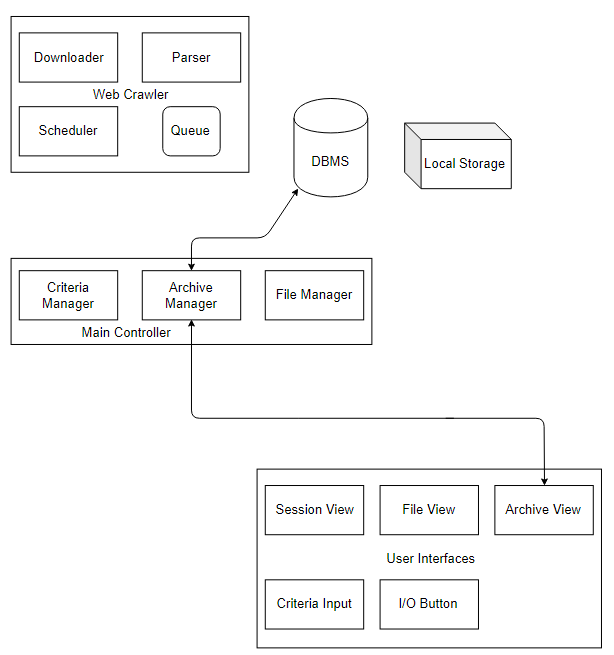 Downloader
Parser
Web Crawler
Scheduler
Queue
DBMS
Local Storage
Criteria
Manager
Archive
Manager
File Manager
Main Controller
Session View
File View
Archive View
User Interfaces
Criteria Input
I/O Button